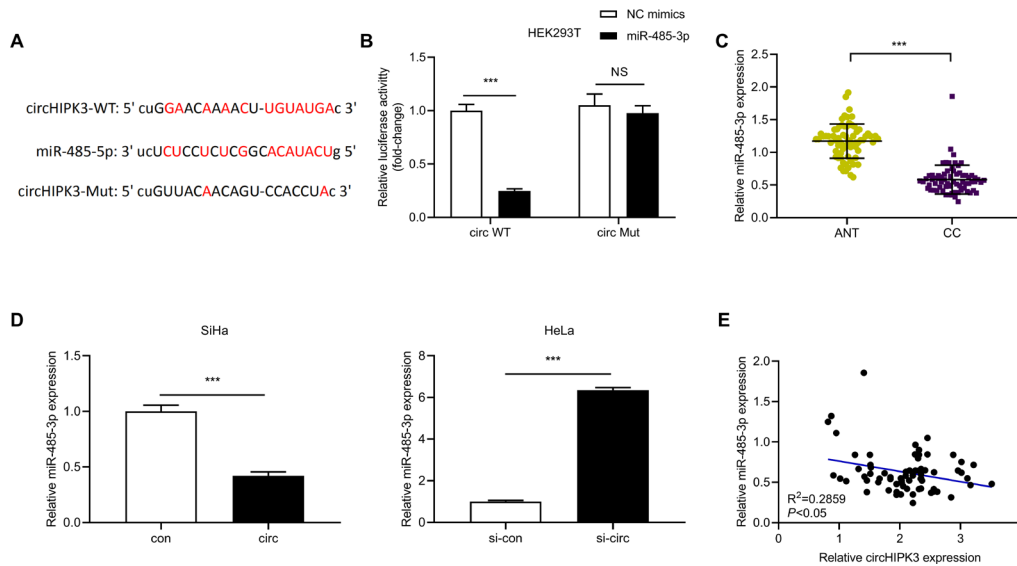 A
circHIPK3-WT: 5' cuGGAACAAAACU-UGUAUGAc 3'
miR-485-5p: 3' ucUCUCCUCUCGGCACAUACUg 5'
circHIPK3-Mut: 5' cuGUUACAACAGU-CCACCUAc 3'
B
HEK293T
NC mimics
miR-485-3p
Relative luciferase activity
(fold-change)
1.5
1.0
0.5
0.0
***
NS
circ WT
circ Mut
C
Relative miR-485-3p expression
2.5
2.0
1.5
1.0
0.5
0.0
***
ANT
CC
D
SiHa
Relative miR-485-3p expression
1.5
1.0
0.5
0.0
***
con
circ
HeLa
Relative miR-485-3p expression
8
6
4
2
0
***
si-con
si-circ
E
Relative miR-485-3p expression
2.0
1.5
1.0
0.5
0.0
R²=0.2859
P<0.05
0
1
2
3
Relative circHIPK3 expression